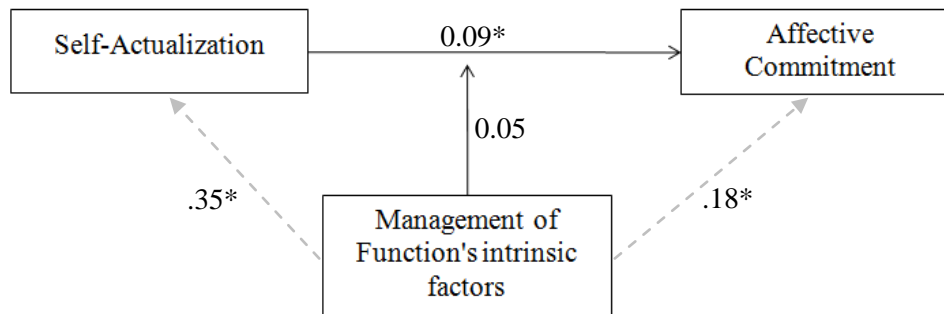 Self-Actualization
0.09*
Affective
Commitment
0.05
.35*
.18*
Management of
Function's intrinsic
factors